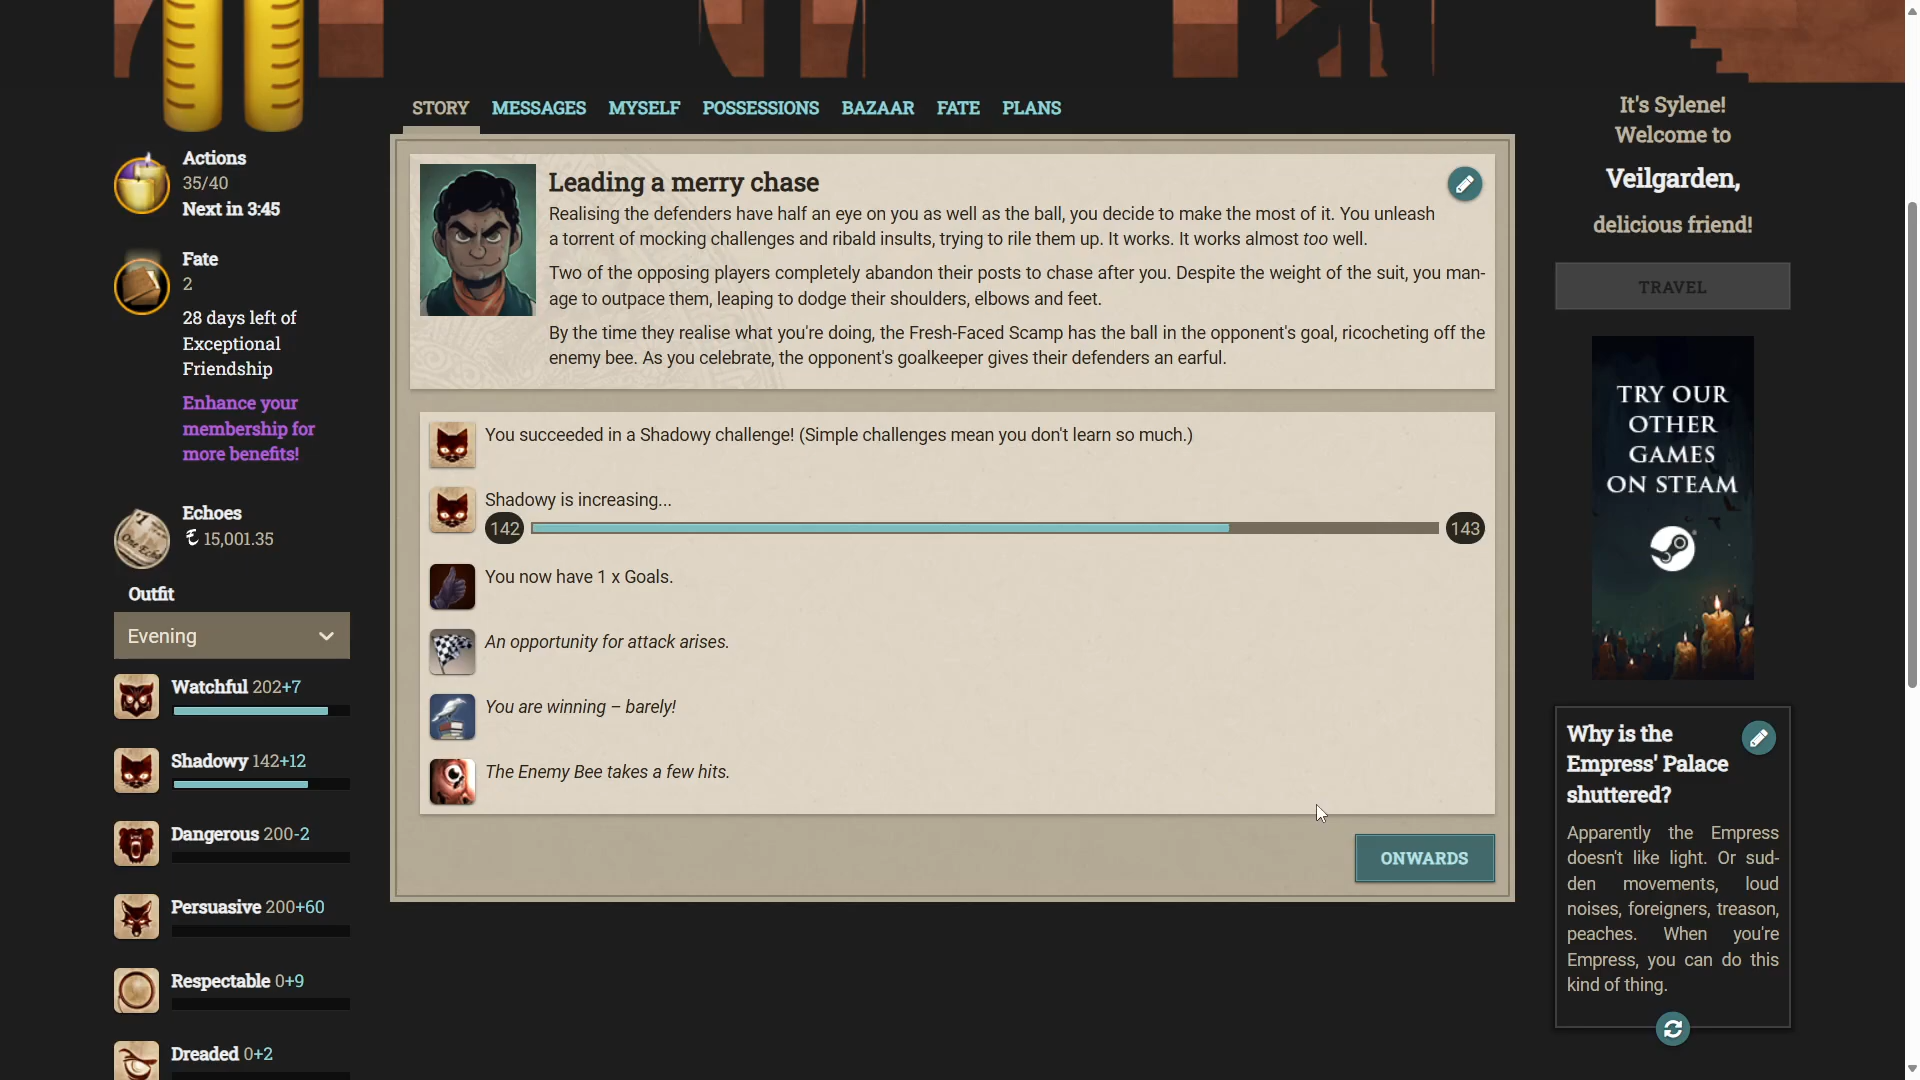 STORY MESSAGES MYSELF POSSESSIONS BAZAAR FATE PLANS
Actions
35/40
Next in 3:45
Fate
2
28 days left of
Exceptional
Friendship
Enhance your
membership for
more benefits!
Echoes
15,001.35
Outfit
Evening
Watchful 202+7
Shadowy 142+12
Dangerous 200-2
Persuasive 200+60
Respectable 0+9
Dreaded 0+2
Leading a merry chase
Realising the defenders have half an eye on you as well as the ball, you decide to make the most of it. You unleash
a torrent of mocking challenges and ribald insults, trying to rile them up. It works. It works almost too well.
Two of the opposing players completely abandon their posts to chase after you. Despite the weight of the suit, you man-
age to outpace them, leaping to dodge their shoulders, elbows and feet.
By the time they realise what you're doing, the Fresh-Faced Scamp has the ball in the opponent's goal, ricocheting off the
enemy bee. As you celebrate, the opponent's goalkeeper gives their defenders an earful.
You succeeded in a Shadowy challenge! (Simple challenges mean you don't learn so much.)
Shadowy is increasing...
142 143
You now have 1 x Goals.
An opportunity for attack arises.
You are winning – barely!
The Enemy Bee takes a few hits.
ONWARDS
It's Sylene!
Welcome to
Veilgarden,
delicious friend!
TRAVEL
TRY OUR
OTHER
GAMES
ON STEAM
Why is the
Empress' Palace
shuttered?
Apparently the Empress
doesn't like light. Or sud-
den movements, loud
noises, foreigners, treason,
peaches. When you're
Empress, you can do this
kind of thing.